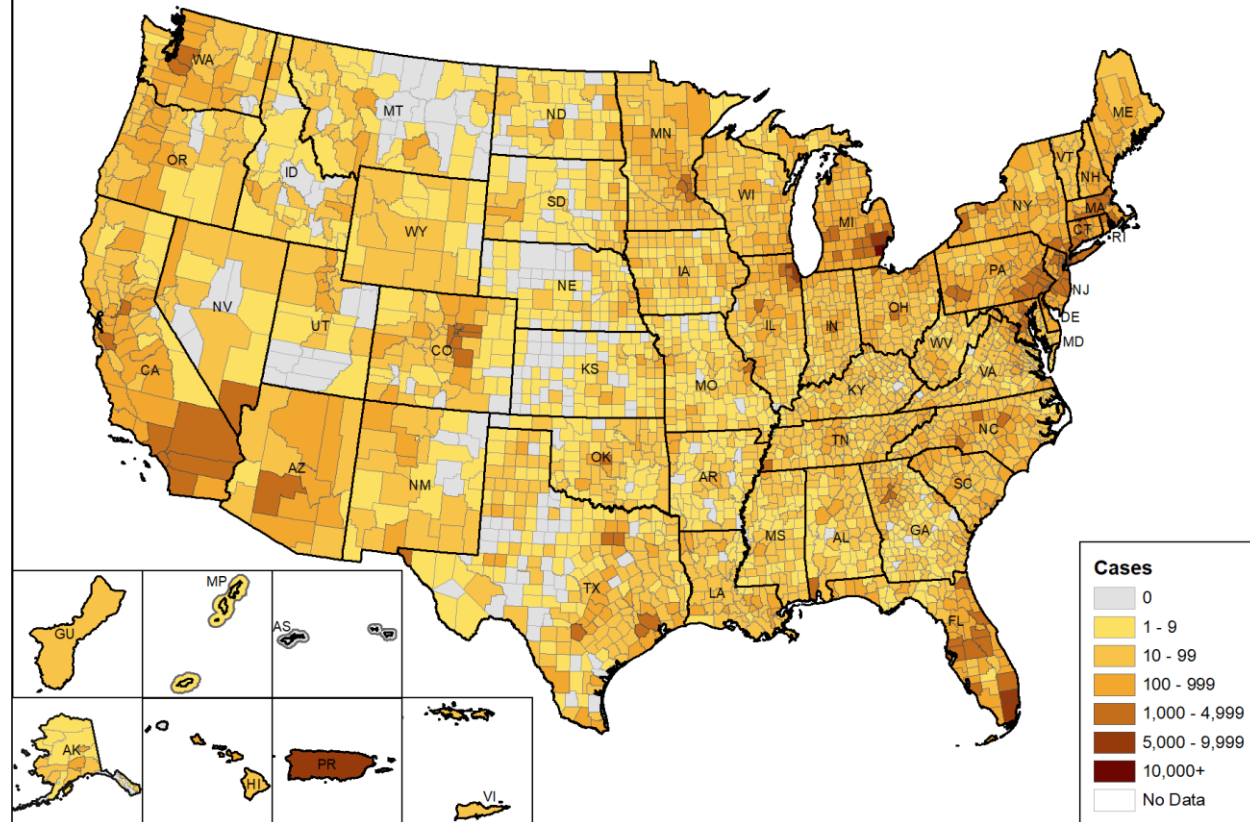 WA
MT
ND
MN
ME
OR
ID
SD
WI
VT
NH
NY
MA
MI
CT
RI
WY
IA
PA
NV
NE
NJ
UT
IL
IN
OH
DE
CO
MD
CA
KS
MO
WV
VA
KY
AZ
NM
OK
TN
NC
AR
SC
MS
AL
GA
TX
LA
FL
GU
MP
AS
AK
HI
PR
VI
Cases
0
1 - 9
10 - 99
100 - 999
1,000 - 4,999
5,000 - 9,999
10,000+
No Data